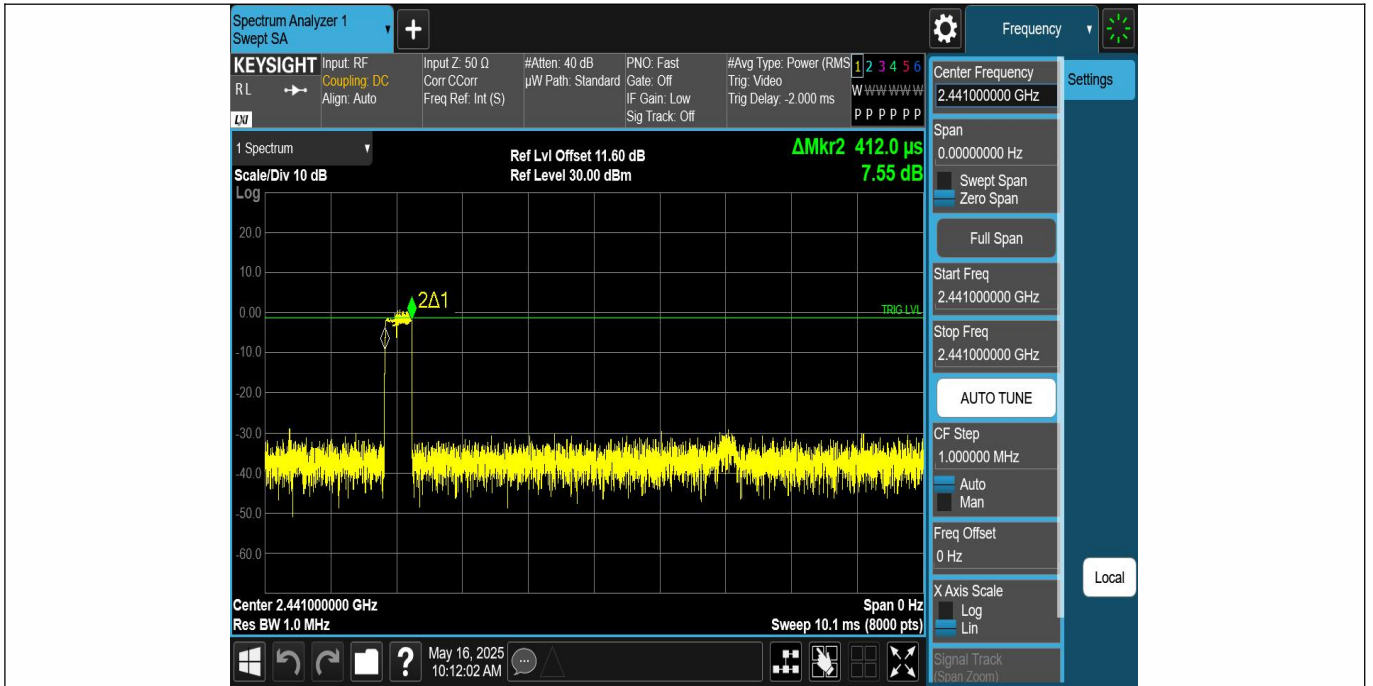 Spectrum Analyzer 1
Swept SA
Frequency
KEYSIGHT
R L
LXI
Input: RF
Coupling: DC
Align: Auto
Input Z: 50 Ω
Corr CCorr
Freq Ref: Int (S)
#Atten: 40 dB
µW Path: Standard
PNO: Fast
Gate: Off
IF Gain: Low
Sig Track: Off
#Avg Type: Power (RMS
Trig: Video
Trig Delay: -2.000 ms
1 2 3 4 5 6
W W W W W W
P P P P P P
1 Spectrum
Scale/Div 10 dB
Ref Lvl Offset 11.60 dB
Ref Level 30.00 dBm
ΔMkr2 412.0 µs
7.55 dB
Log
20.0
10.0
0.00
-10.0
-20.0
-30.0
-40.0
-50.0
-60.0
2Δ1
TRIG LVL
Center 2.441000000 GHz
Res BW 1.0 MHz
Span 0 Hz
Sweep 10.1 ms (8000 pts)
Center Frequency
2.441000000 GHz
Settings
Span
0.00000000 Hz
Swept Span
Zero Span
Full Span
Start Freq
2.441000000 GHz
Stop Freq
2.441000000 GHz
AUTO TUNE
CF Step
1.000000 MHz
Auto
Man
Freq Offset
0 Hz
X Axis Scale
Log
Lin
Local
Signal Track
(Span Zoom)
?
May 16, 2025
10:12:02 AM